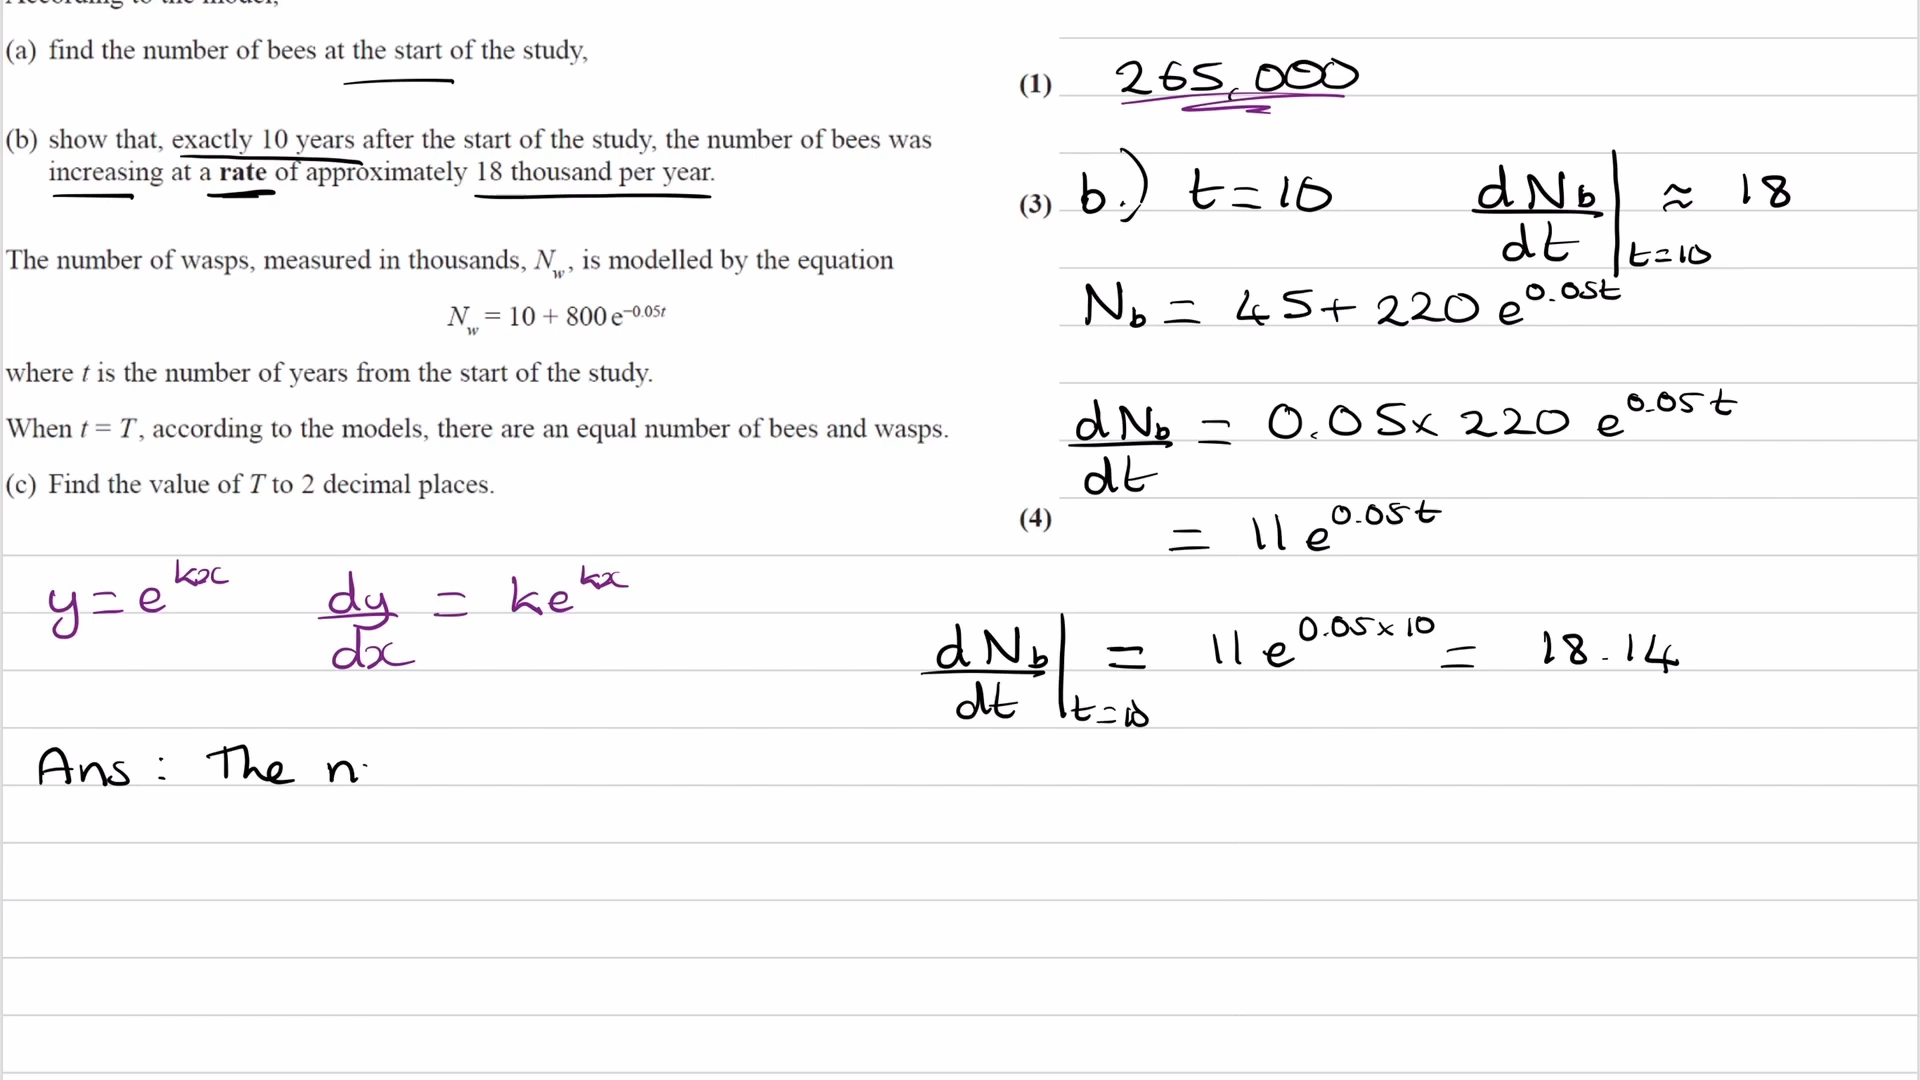 According to the model,
(a) find the number of bees at the start of the study,
(1)
265,000
(b) show that, exactly 10 years after the start of the study, the number of bees was
increasing at a rate of approximately 18 thousand per year.
(3)
b.) t = 10 dN_b/dt |_{t=10} ≈ 18
N_b = 45 + 220 e^{0.05t}
The number of wasps, measured in thousands, N_w, is modelled by the equation
N_w = 10 + 800 e^{–0.05t}
where t is the number of years from the start of the study.
When t = T, according to the models, there are an equal number of bees and wasps.
(c) Find the value of T to 2 decimal places.
(4)
dN_b/dt = 0.05 × 220 e^{0.05t}
= 11 e^{0.05t}
y = e^{kx} dy/dx = ke^{kx}
dN_b/dt |_{t=10} = 11 e^{0.05×10} = 18.14
Ans : The n